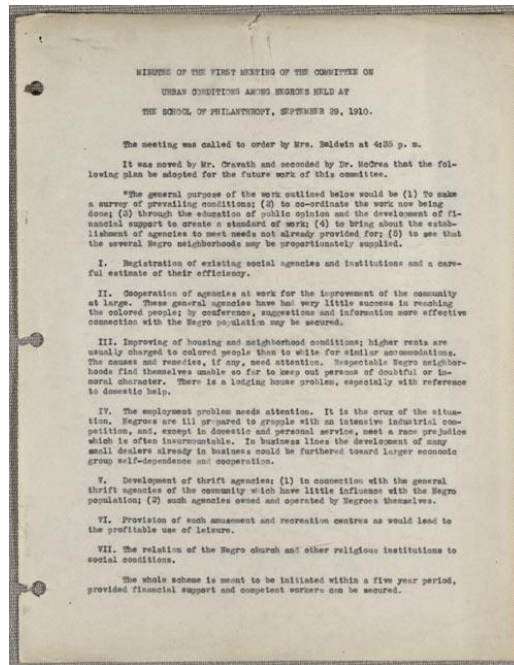 MINUTES OF THE FIRST MEETING OF THE COMMITTEE ON
URBAN CONDITIONS AMONG NEGROES HELD AT
THE SCHOOL OF PHILANTHROPY, SEPTEMBER 29, 1910.
The meeting was called to order by Mrs. Baldwin at 4:35 p. m.
It was moved by Mr. Cravath and seconded by Dr. McCrea that the fol-
lowing plan be adopted for the future work of this committee.
"The general purpose of the work outlined below would be (1) To make
a survey of prevailing conditions; (2) to co-ordinate the work now being
done; (3) through the education of public opinion and the development of fi-
nancial support to create a standard of work; (4) to bring about the estab-
lishment of agencies to meet needs not already provided for; (5) to see that
the several Negro neighborhoods may be proportionately supplied.
I. Registration of existing social agencies and institutions and a care-
ful estimate of their efficiency.
II. Cooperation of agencies at work for the improvement of the community
at large. These general agencies have had very little success in reaching
the colored people; by conference, suggestions and information more effective
connection with the Negro population may be secured.
III. Improving of housing and neighborhood conditions; higher rents are
usually charged to colored people than to white for similar accommodations.
The causes and remedies, if any, need attention. Respectable Negro neighbor-
hoods find themselves unable so far to keep out persons of doubtful or im-
moral character. There is a lodging house problem, especially with reference
to domestic help.
IV. The employment problem needs attention. It is the crux of the situa-
tion. Negroes are ill prepared to grapple with an intensive industrial com-
petition, and, except in domestic and personal service, meet a race prejudice
which is often insurmountable. In business lines the development of many
small dealers already in business could be furthered toward larger economic
group self-dependence and cooperation.
V. Development of thrift agencies; (1) in connection with the general
thrift agencies of the community which have little influence with the Negro
population; (2) such agencies owned and operated by Negroes themselves.
VI. Provision of such amusement and recreation centres as would lead to
the profitable use of leisure.
VII. The relation of the Negro church and other religious institutions to
social conditions.
The whole scheme is meant to be initiated within a five year period,
provided financial support and competent workers can be secured.